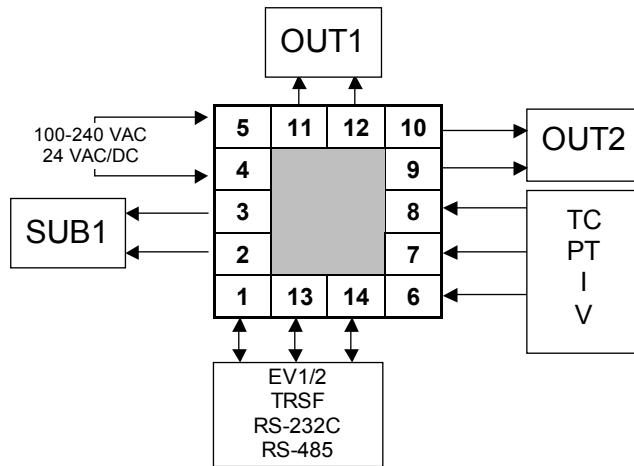 OUT1
100-240 VAC
24 VAC/DC
5 11 12 10
OUT2
4 9
3 8
SUB1
2 7
1 13 14 6
TC
PT
I
V
EV1/2
TRSF
RS-232C
RS-485